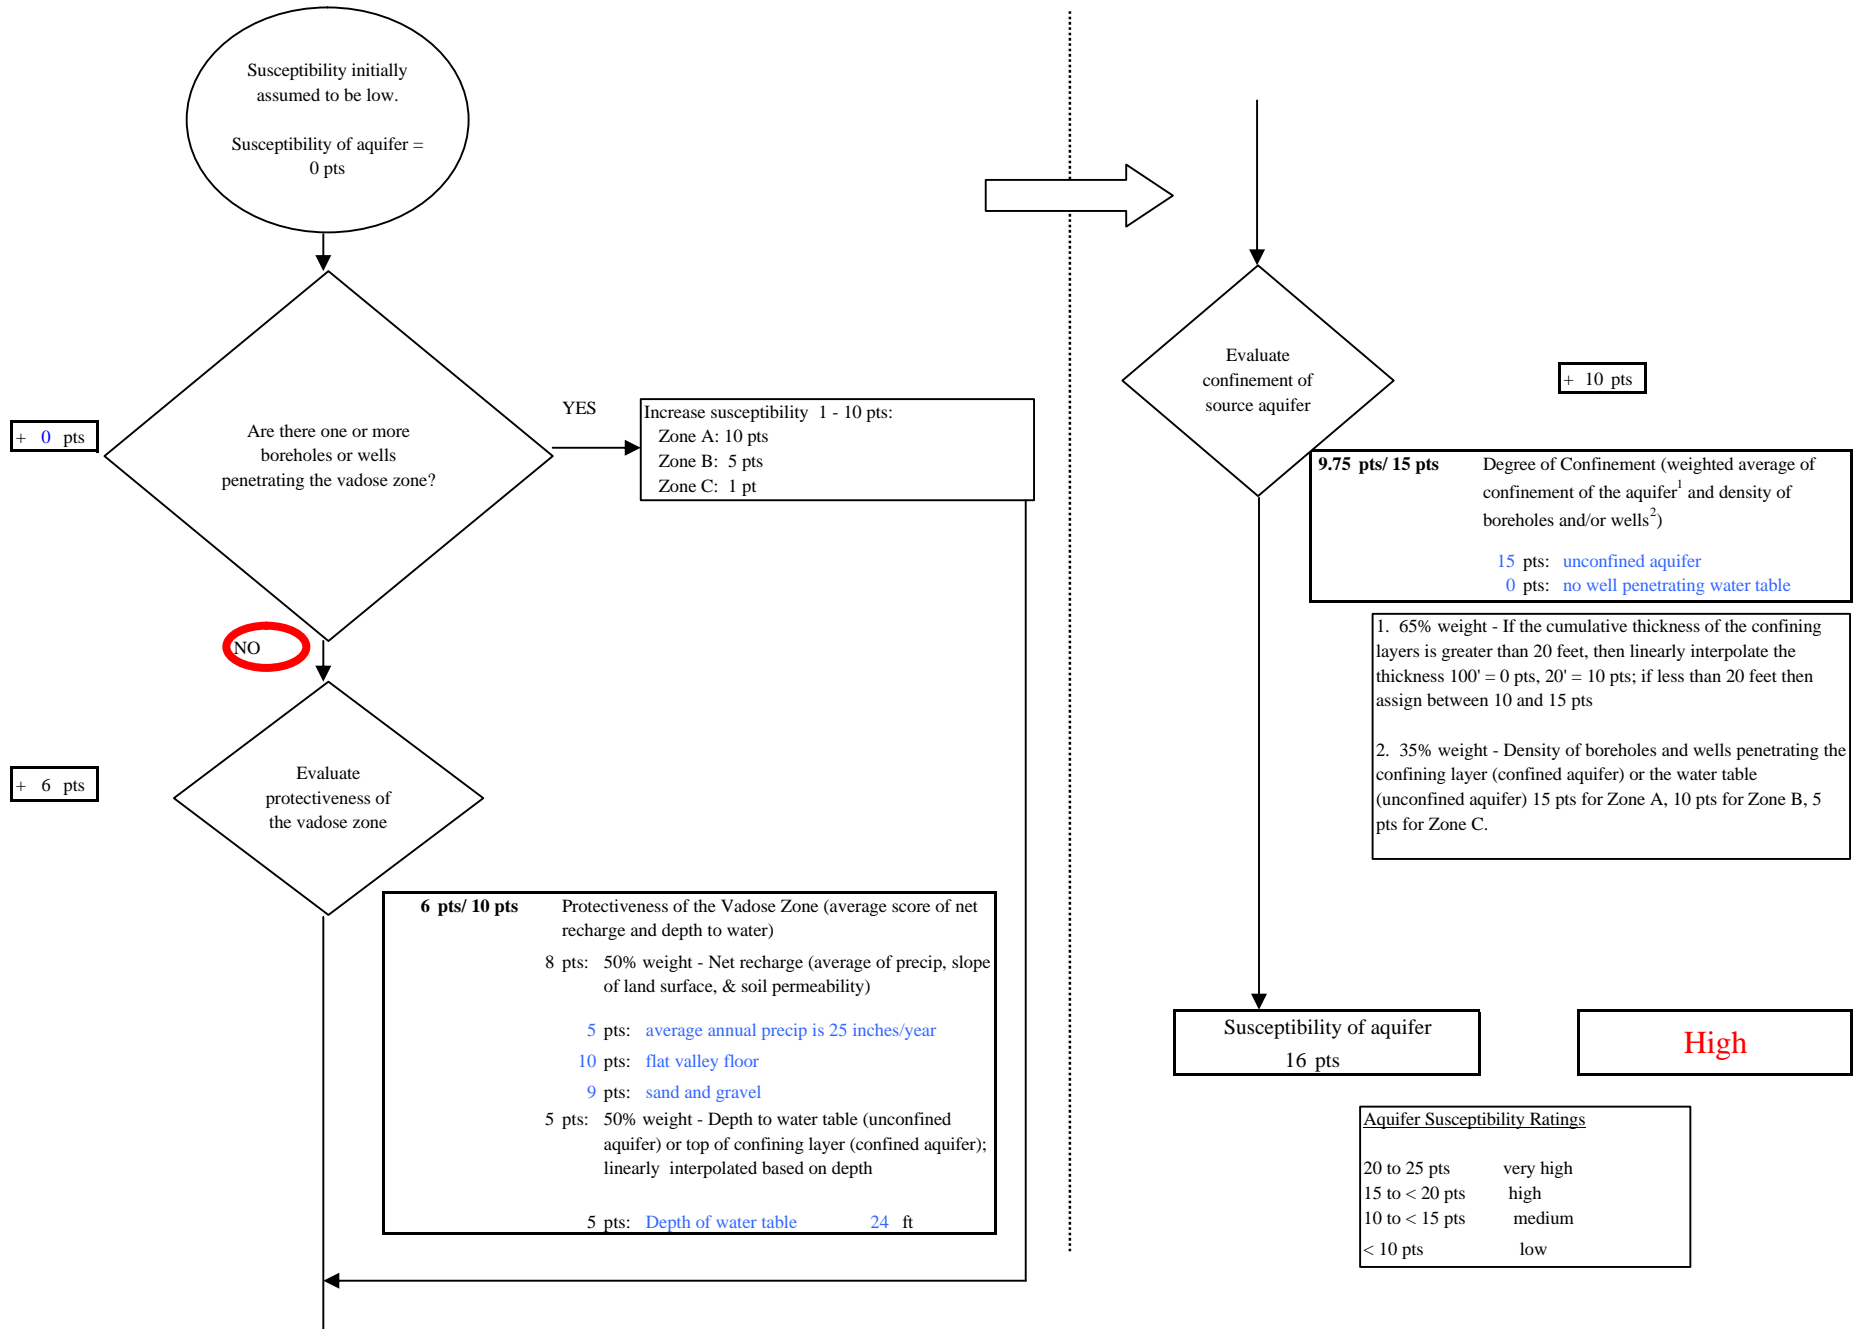 Susceptibility initially
assumed to be low.
Susceptibility of aquifer =
0 pts
+ 0 pts
Are there one or more
boreholes or wells
penetrating the vadose zone?
YES
Increase susceptibility 1 - 10 pts:
Zone A: 10 pts
Zone B: 5 pts
Zone C: 1 pt
NO
+ 6 pts
Evaluate
protectiveness of
the vadose zone
6 pts/ 10 pts Protectiveness of the Vadose Zone (average score of net
recharge and depth to water)
8 pts: 50% weight - Net recharge (average of precip, slope
of land surface, & soil permeability)
5 pts: average annual precip is 25 inches/year
10 pts: flat valley floor
9 pts: sand and gravel
5 pts: 50% weight - Depth to water table (unconfined
aquifer) or top of confining layer (confined aquifer);
linearly interpolated based on depth
5 pts: Depth of water table 24 ft
Evaluate
confinement of
source aquifer
+ 10 pts
9.75 pts/ 15 pts Degree of Confinement (weighted average of
confinement of the aquifer1 and density of
boreholes and/or wells2)
15 pts: unconfined aquifer
0 pts: no well penetrating water table
1. 65% weight - If the cumulative thickness of the confining
layers is greater than 20 feet, then linearly interpolate the
thickness 100' = 0 pts, 20' = 10 pts; if less than 20 feet then
assign between 10 and 15 pts
2. 35% weight - Density of boreholes and wells penetrating the
confining layer (confined aquifer) or the water table
(unconfined aquifer) 15 pts for Zone A, 10 pts for Zone B, 5
pts for Zone C.
Susceptibility of aquifer
16 pts
High
Aquifer Susceptibility Ratings
20 to 25 pts very high
15 to < 20 pts high
10 to < 15 pts medium
< 10 pts low